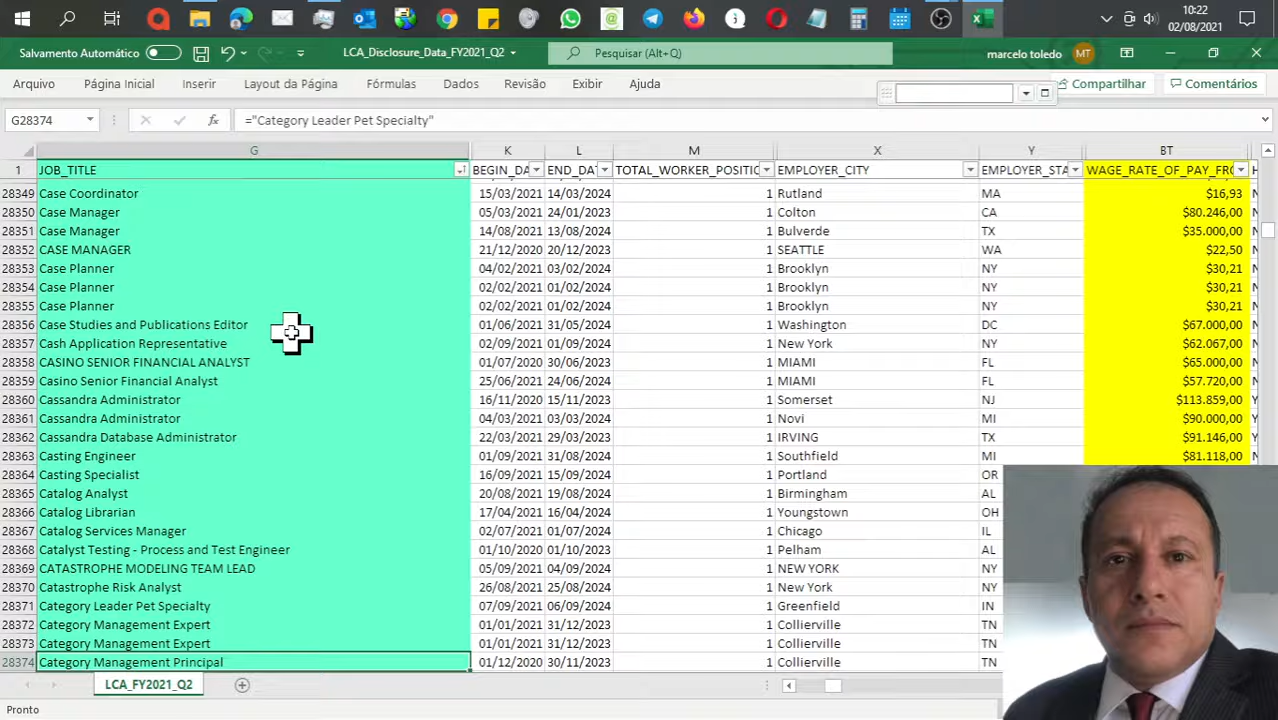 10:22
02/08/2021
Salvamento Automático
LCA_Disclosure_Data_FY2021_Q2
Pesquisar (Alt+Q)
marcelo toledo
MT
Arquivo Página Inicial Inserir Layout da Página Fórmulas Dados Revisão Exibir Ajuda Compartilhar Comentários
G28374 fx ="Category Leader Pet Specialty"
G K L M X Y BT
1 JOB_TITLE BEGIN_DA END_DAT TOTAL_WORKER_POSITIO EMPLOYER_CITY EMPLOYER_STA WAGE_RATE_OF_PAY_FRO
28349 Case Coordinator 15/03/2021 14/03/2024 1 Rutland MA $16,93
28350 Case Manager 05/03/2021 24/01/2023 1 Colton CA $80.246,00
28351 Case Manager 14/08/2021 13/08/2024 1 Bulverde TX $35.000,00
28352 CASE MANAGER 21/12/2020 20/12/2023 1 SEATTLE WA $22,50
28353 Case Planner 04/02/2021 03/02/2024 1 Brooklyn NY $30,21
28354 Case Planner 02/02/2021 01/02/2024 1 Brooklyn NY $30,21
28355 Case Planner 02/02/2021 01/02/2024 1 Brooklyn NY $30,21
28356 Case Studies and Publications Editor 01/06/2021 31/05/2024 1 Washington DC $67.000,00
28357 Cash Application Representative 02/09/2021 01/09/2024 1 New York NY $62.067,00
28358 CASINO SENIOR FINANCIAL ANALYST 01/07/2020 30/06/2023 1 MIAMI FL $65.000,00
28359 Casino Senior Financial Analyst 25/06/2021 24/06/2024 1 MIAMI FL $57.720,00
28360 Cassandra Administrator 16/11/2020 15/11/2023 1 Somerset NJ $113.859,00
28361 Cassandra Administrator 04/03/2021 03/03/2024 1 Novi MI $90.000,00
28362 Cassandra Database Administrator 22/03/2021 29/03/2023 1 IRVING TX $91.146,00
28363 Casting Engineer 01/09/2021 31/08/2024 1 Southfield MI $81.118,00
28364 Casting Specialist 16/09/2021 15/09/2024 1 Portland OR
28365 Catalog Analyst 20/08/2021 19/08/2024 1 Birmingham AL
28366 Catalog Librarian 17/04/2021 16/04/2024 1 Youngstown OH
28367 Catalog Services Manager 02/07/2021 01/07/2024 1 Chicago IL
28368 Catalyst Testing - Process and Test Engineer 01/10/2020 01/10/2023 1 Pelham AL
28369 CATASTROPHE MODELING TEAM LEAD 05/09/2021 04/09/2024 1 NEW YORK NY
28370 Catastrophe Risk Analyst 26/08/2021 25/08/2024 1 New York NY
28371 Category Leader Pet Specialty 07/09/2021 06/09/2024 1 Greenfield IN
28372 Category Management Expert 01/01/2021 31/12/2023 1 Collierville TN
28373 Category Management Expert 01/01/2021 31/12/2023 1 Collierville TN
28374 Category Management Principal 01/12/2020 30/11/2023 1 Collierville TN
LCA_FY2021_Q2
Pronto